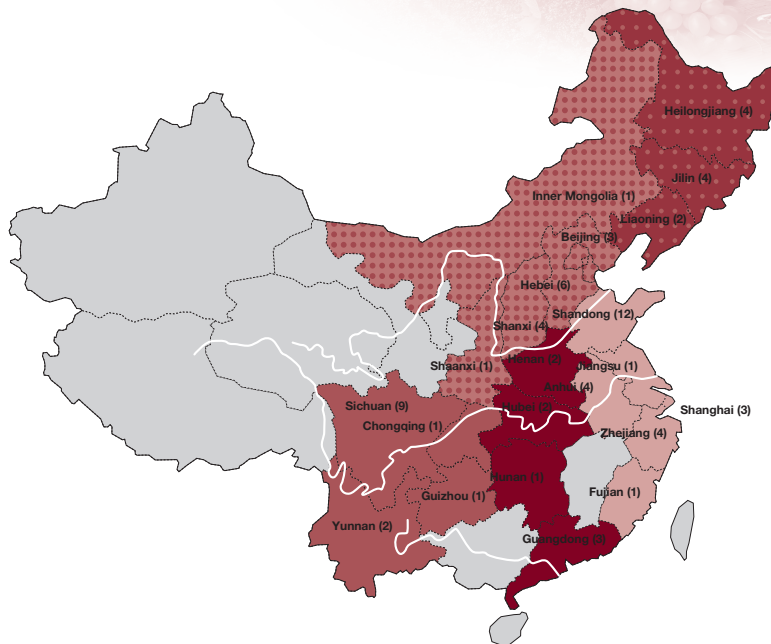 Heilongjiang (4)
Jilin (4)
Inner Mongolia (1)
Liaoning (2)
Beijing (3)
Hebei (6)
Shandong (12)
Shanxi (4)
Shaanxi (1)
Henan (2)
Jiangsu (1)
Anhui (4)
Sichuan (9)
Hubei (2)
Shanghai (3)
Chongqing (1)
Zhejiang (4)
Hunan (1)
Guizhou (1)
Fujian (1)
Yunnan (2)
Guangdong (3)